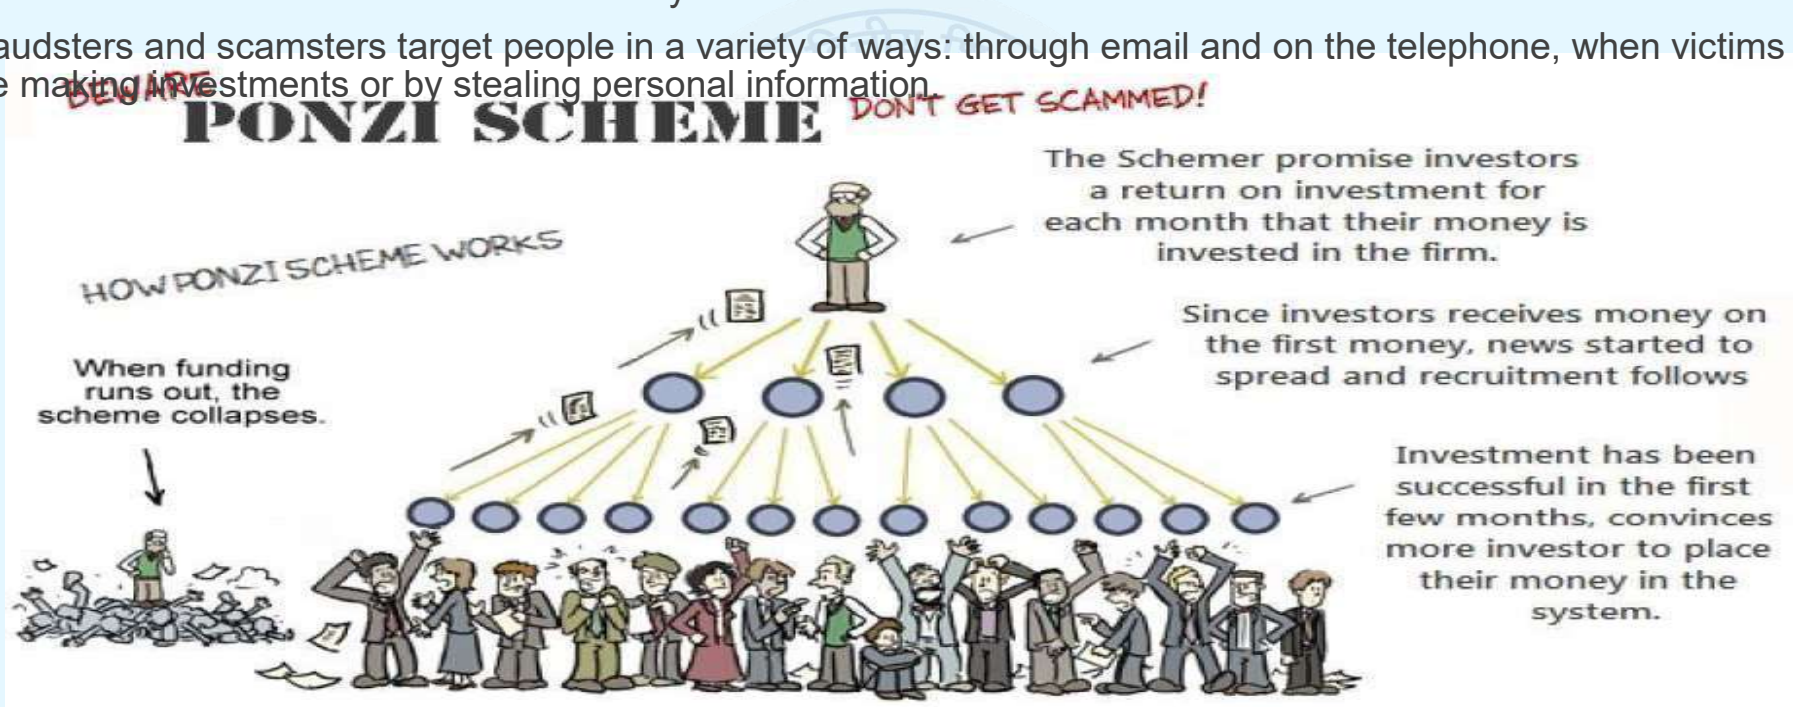 audsters and scamsters target people in a variety of ways: through email and on the telephone, when victims
e making investments or by stealing personal information.
BEWARE
PONZI SCHEME
DON'T GET SCAMMED!
The Schemer promise investors
a return on investment for
each month that their money is
invested in the firm.
HOW PONZI SCHEME WORKS
Since investors receives money on
the first money, news started to
spread and recruitment follows
When funding
runs out, the
scheme collapses.
Investment has been
successful in the first
few months, convinces
more investor to place
their money in the
system.